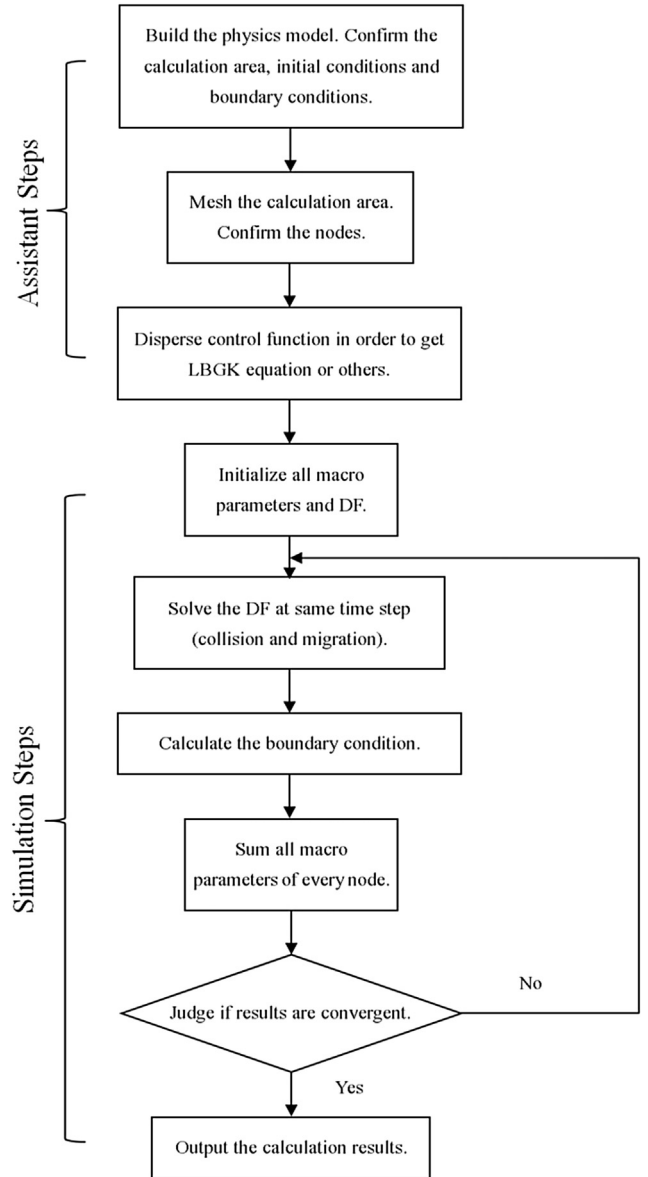 Assistant Steps
Build the physics model. Confirm the
calculation area, initial conditions and
boundary conditions.
Mesh the calculation area.
Confirm the nodes.
Disperse control function in order to get
LBGK equation or others.
Simulation Steps
Initialize all macro
parameters and DF.
Solve the DF at same time step
(collision and migration).
Calculate the boundary condition.
Sum all macro
parameters of every node.
Judge if results are convergent.
No
Yes
Output the calculation results.